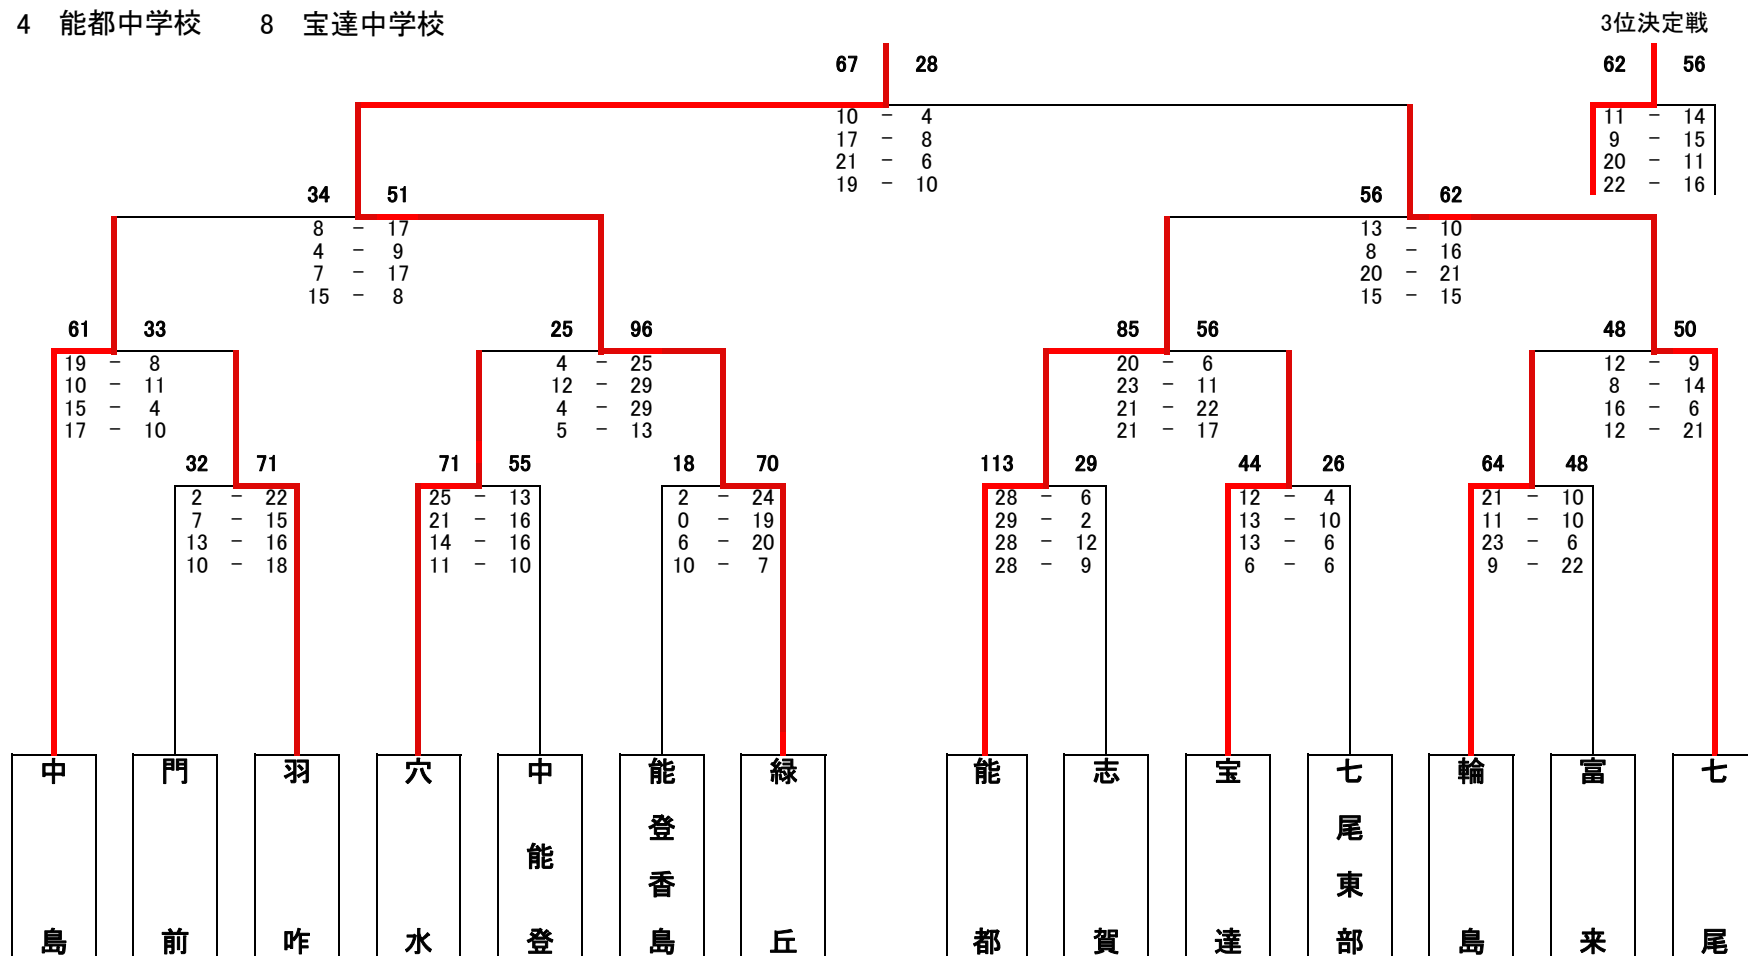 4 能都中学校 8 宝達中学校 3位決定戦
67 28 62 56
10 - 4 11 - 14
17 - 8 9 - 15
21 - 6 20 - 11
19 - 10 22 - 16
34 51 56 62
8 - 17 13 - 10
4 - 9 8 - 16
7 - 17 20 - 21
15 - 8 15 - 15
61 33 25 96 85 56 48 50
19 - 8 4 - 25 20 - 6 12 - 9
10 - 11 12 - 29 23 - 11 8 - 14
15 - 4 4 - 29 21 - 22 16 - 6
17 - 10 5 - 13 21 - 17 12 - 21
32 71 71 55 18 70 113 29 44 26 64 48
2 - 22 25 - 13 2 - 24 28 - 6 12 - 4 21 - 10
7 - 15 21 - 16 0 - 19 29 - 2 13 - 10 11 - 10
13 - 16 14 - 16 6 - 20 28 - 12 13 - 6 23 - 6
10 - 18 11 - 10 10 - 7 28 - 9 6 - 6 9 - 22
中島
門前
羽咋
穴水
中能登
能登香島
緑丘
能都
志賀
宝達
七尾東部
輪島
富来
七尾